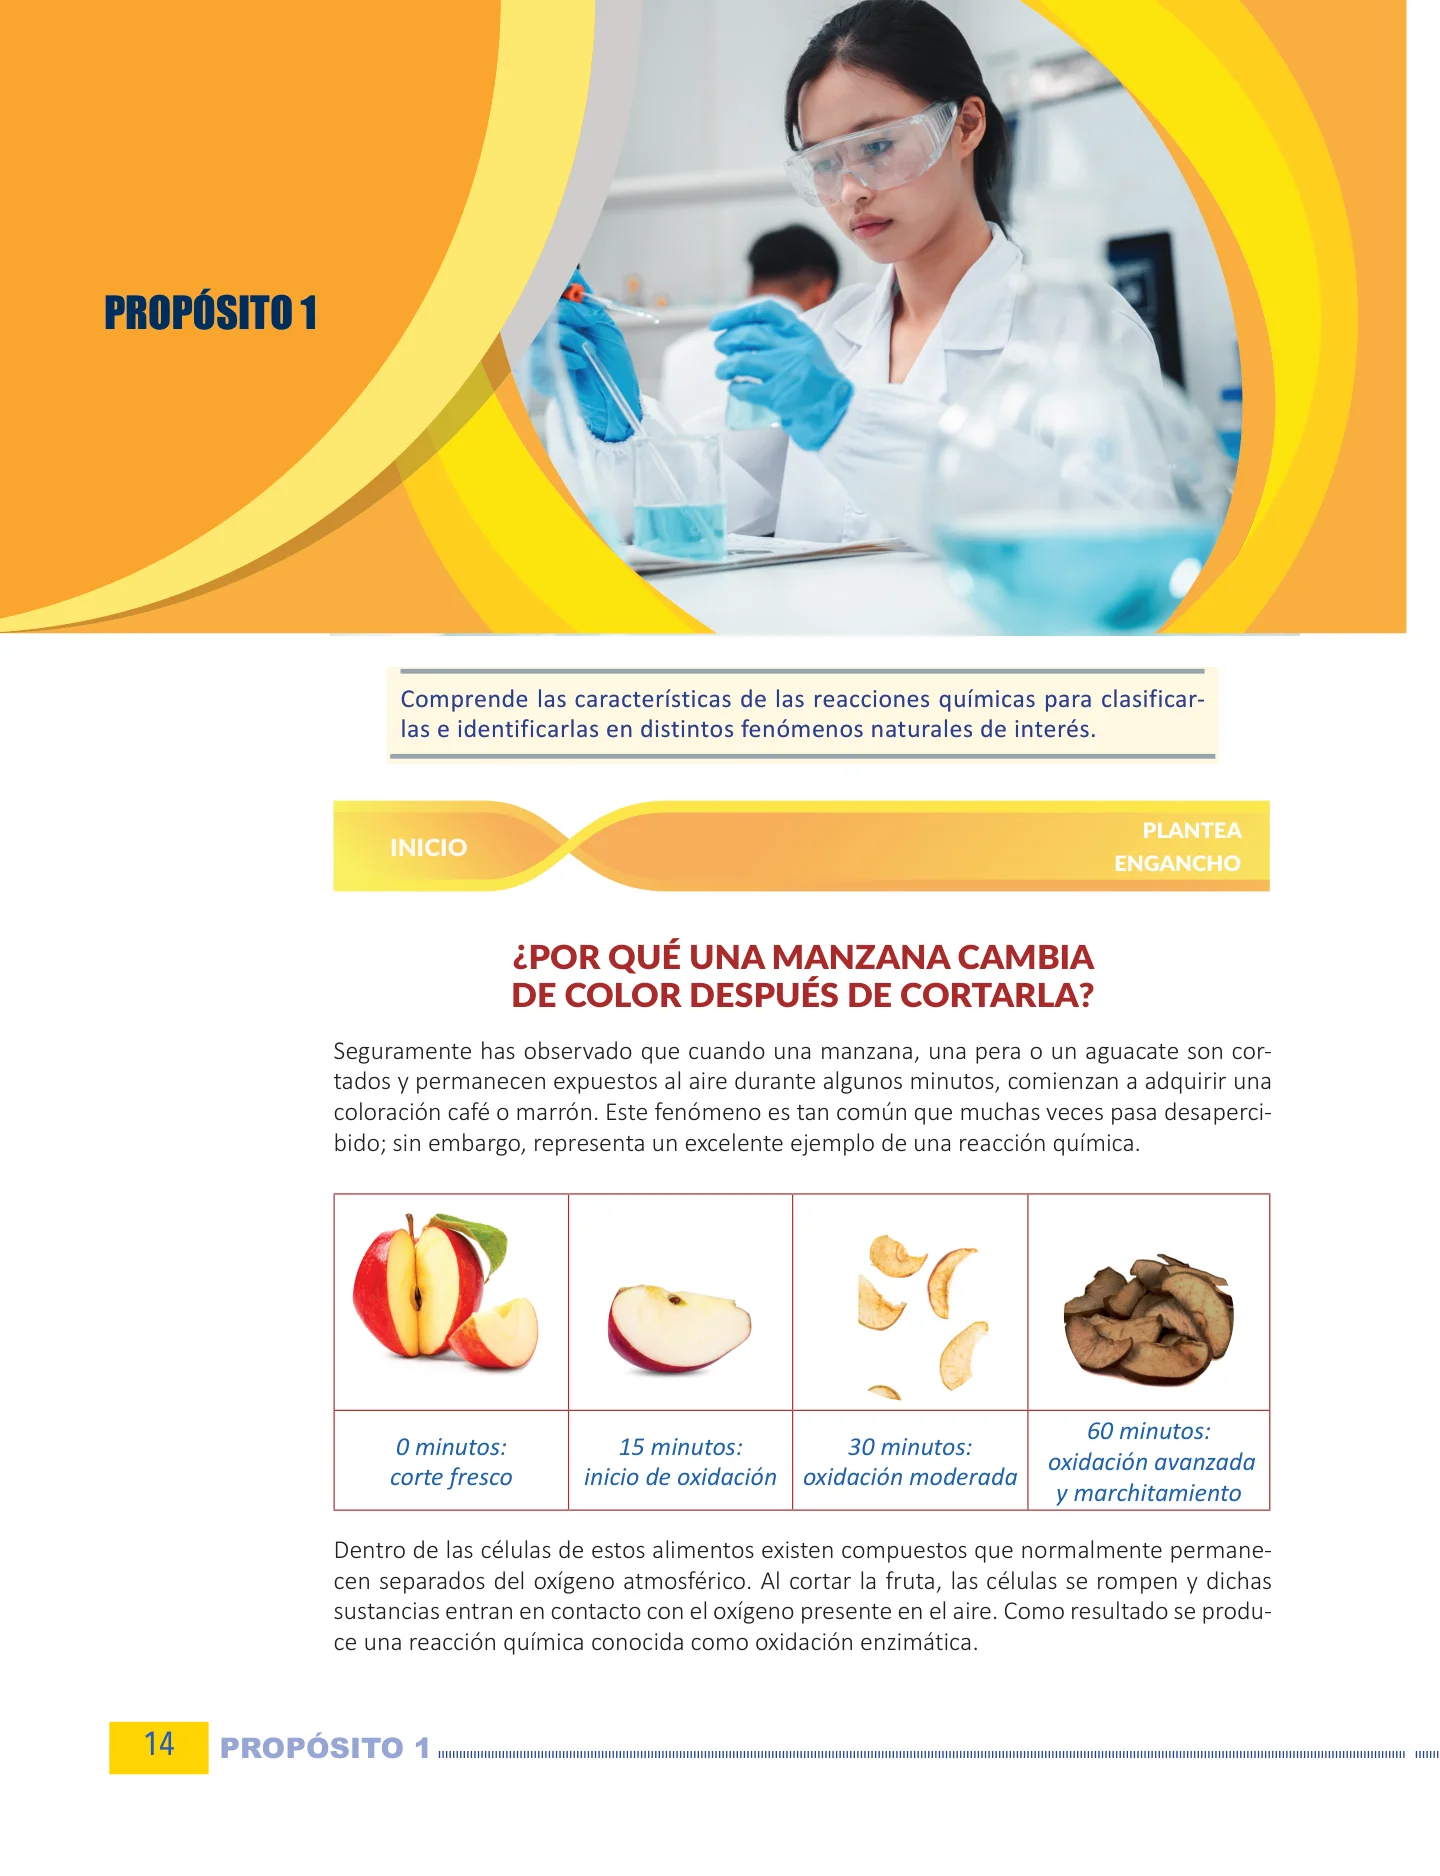 PROPÓSITO 1
Comprende las características de las reacciones químicas para clasificar-
las e identificarlas en distintos fenómenos naturales de interés.
INICIO
PLANTEA
ENGANCHO
¿POR QUÉ UNA MANZANA CAMBIA
DE COLOR DESPUÉS DE CORTARLA?
Seguramente has observado que cuando una manzana, una pera o un aguacate son cor-
tados y permanecen expuestos al aire durante algunos minutos, comienzan a adquirir una
coloración café o marrón. Este fenómeno es tan común que muchas veces pasa desaperci-
bido; sin embargo, representa un excelente ejemplo de una reacción química.
0 minutos:
corte fresco
15 minutos:
inicio de oxidación
30 minutos:
oxidación moderada
60 minutos:
oxidación avanzada
y marchitamiento
Dentro de las células de estos alimentos existen compuestos que normalmente permane-
cen separados del oxígeno atmosférico. Al cortar la fruta, las células se rompen y dichas
sustancias entran en contacto con el oxígeno presente en el aire. Como resultado se produ-
ce una reacción química conocida como oxidación enzimática.
14 PROPÓSITO 1